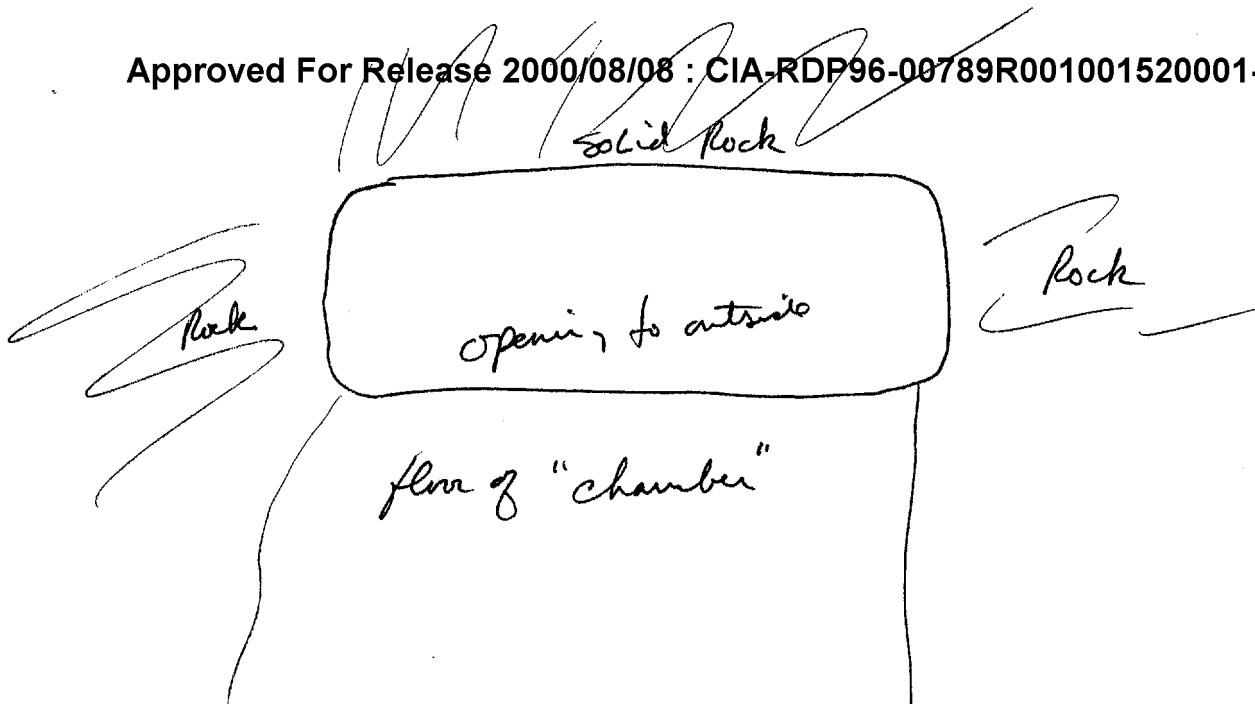 Approved For Release 2000/08/08 : CIA-RDP96-00789R001001520001-
Solid Rock
Rock
Rock
opening to outside
floor of "chamber"